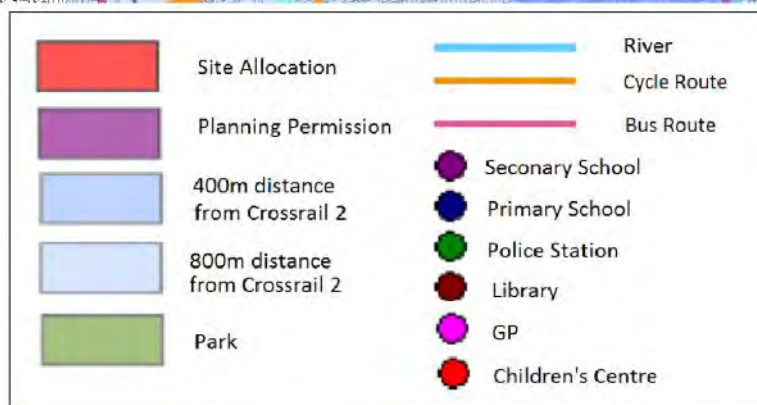 Site Allocation
Planning Permission
400m distance
from Crossrail 2
800m distance
from Crossrail 2
Park
River
Cycle Route
Bus Route
Seconary School
Primary School
Police Station
Library
GP
Children's Centre